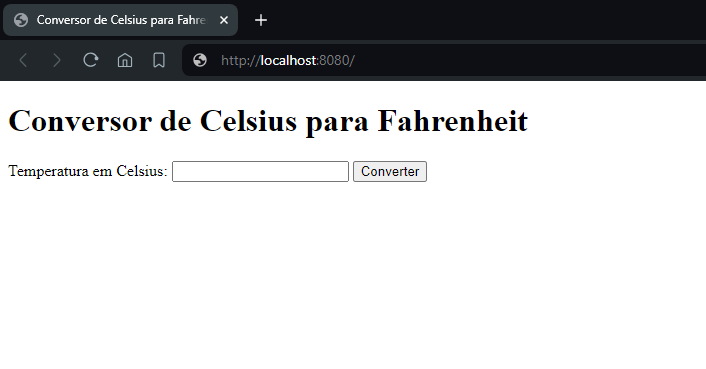 Conversor de Celsius para Fahre
http://localhost:8080/
Conversor de Celsius para Fahrenheit
Temperatura em Celsius: Converter